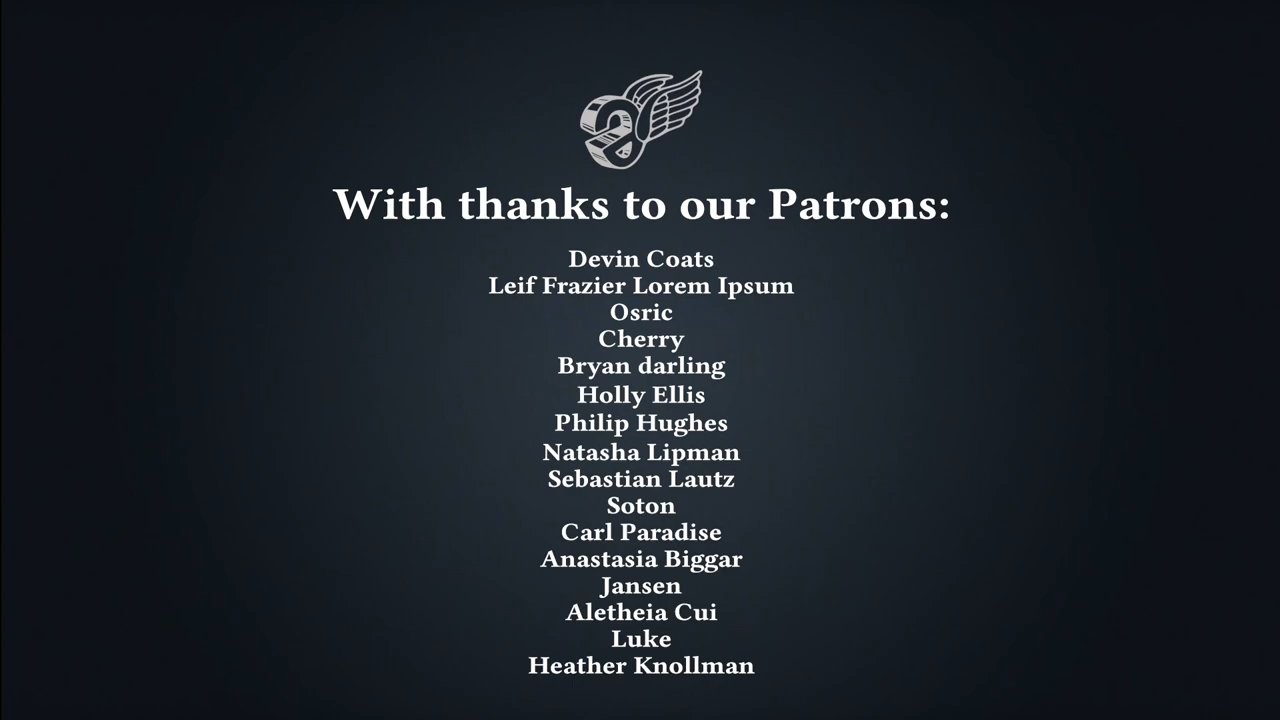 With thanks to our Patrons:
Devin Coats
Leif Frazier Lorem Ipsum
Osric
Cherry
Bryan darling
Holly Ellis
Philip Hughes
Natasha Lipman
Sebastian Lautz
Soton
Carl Paradise
Anastasia Biggar
Jansen
Aletheia Cui
Luke
Heather Knollman